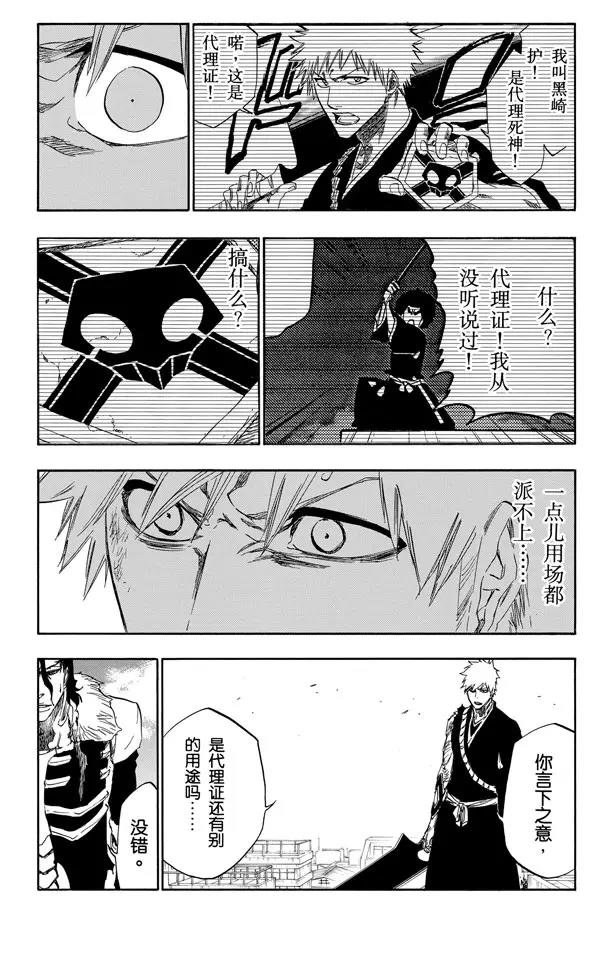 我叫黑崎
护！
是代理死神！
喏，这是
代理证！
什么？
代理证！我从
没听说过！
搞什么？
一点儿用场都
派不上……
你言下之意，
是代理证还有别
的用途吗……
没错。